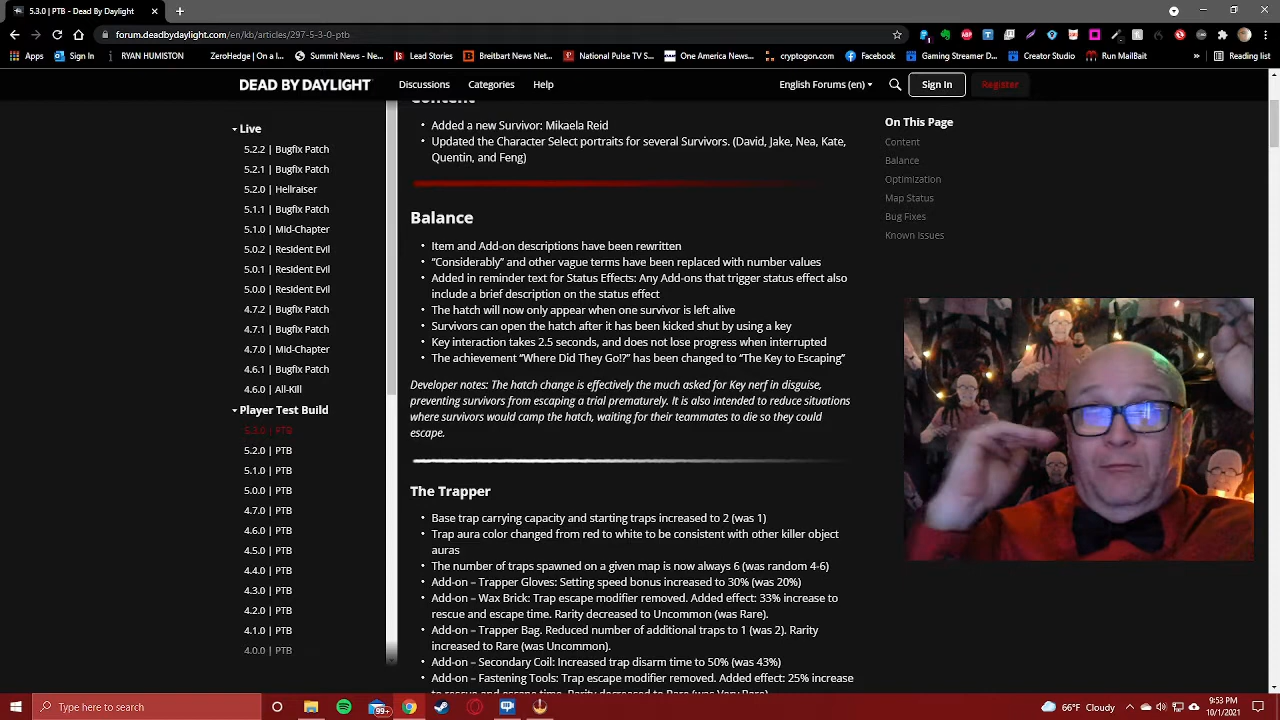 5.3.0 | PTB - Dead By Daylight
forum.deadbydaylight.com/en/kb/articles/297-5-3-0-ptb
Apps
Sign In
RYAN HUMISTON
ZeroHedge | On a l...
Summit News - Ne...
Lead Stories
Breitbart News Net...
National Pulse TV S...
One America News...
cryptogon.com
Facebook
Gaming Streamer D...
Creator Studio
Run MailBait
»
Reading list
DEAD BY DAYLIGHT
Discussions
Categories
Help
English Forums (en)
Sign In
Register
Live
5.2.2 | Bugfix Patch
5.2.1 | Bugfix Patch
5.2.0 | Hellraiser
5.1.1 | Bugfix Patch
5.1.0 | Mid-Chapter
5.0.2 | Resident Evil
5.0.1 | Resident Evil
5.0.0 | Resident Evil
4.7.2 | Bugfix Patch
4.7.1 | Bugfix Patch
4.7.0 | Mid-Chapter
4.6.1 | Bugfix Patch
4.6.0 | All-Kill
Player Test Build
5.3.0 | PTB
5.2.0 | PTB
5.1.0 | PTB
5.0.0 | PTB
4.7.0 | PTB
4.6.0 | PTB
4.5.0 | PTB
4.4.0 | PTB
4.3.0 | PTB
4.2.0 | PTB
4.1.0 | PTB
4.0.0 | PTB
Content
• Added a new Survivor: Mikaela Reid
• Updated the Character Select portraits for several Survivors. (David, Jake, Nea, Kate,
Quentin, and Feng)
Balance
• Item and Add-on descriptions have been rewritten
• “Considerably” and other vague terms have been replaced with number values
• Added in reminder text for Status Effects: Any Add-ons that trigger status effect also
include a brief description on the status effect
• The hatch will now only appear when one survivor is left alive
• Survivors can open the hatch after it has been kicked shut by using a key
• Key interaction takes 2.5 seconds, and does not lose progress when interrupted
• The achievement “Where Did They Go!?” has been changed to “The Key to Escaping”
Developer notes: The hatch change is effectively the much asked for Key nerf in disguise,
preventing survivors from escaping a trial prematurely. It is also intended to reduce situations
where survivors would camp the hatch, waiting for their teammates to die so they could
escape.
The Trapper
• Base trap carrying capacity and starting traps increased to 2 (was 1)
• Trap aura color changed from red to white to be consistent with other killer object
auras
• The number of traps spawned on a given map is now always 6 (was random 4-6)
• Add-on – Trapper Gloves: Setting speed bonus increased to 30% (was 20%)
• Add-on – Wax Brick: Trap escape modifier removed. Added effect: 33% increase to
rescue and escape time. Rarity decreased to Uncommon (was Rare).
• Add-on – Trapper Bag. Reduced number of additional traps to 1 (was 2). Rarity
increased to Rare (was Uncommon).
• Add-on – Secondary Coil: Increased trap disarm time to 50% (was 43%)
• Add-on – Fastening Tools: Trap escape modifier removed. Added effect: 25% increase
to rescue and escape time. Rarity decreased to Rare (was Very Rare)
On This Page
Content
Balance
Optimization
Map Status
Bug Fixes
Known Issues
Type here to search
99+
66°F Cloudy
9:53 PM
10/1/2021